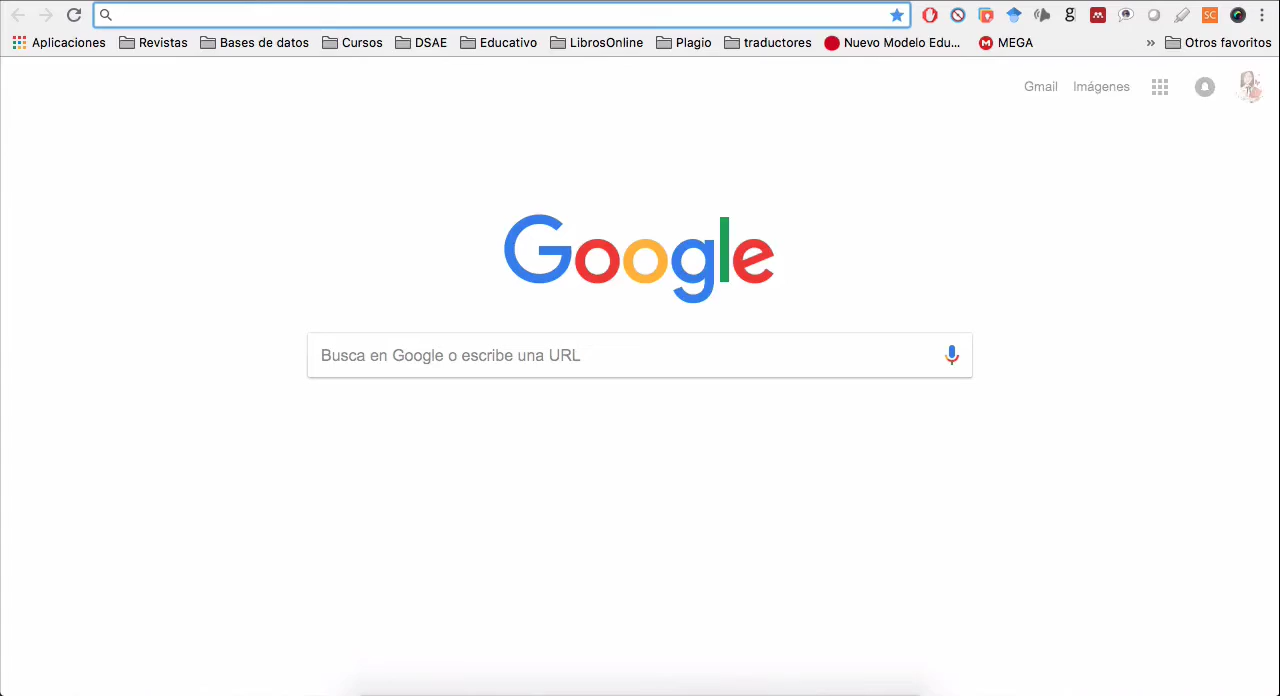 Aplicaciones Revistas Bases de datos Cursos DSAE Educativo LibrosOnline Plagio traductores Nuevo Modelo Edu... MEGA » Otros favoritos
Gmail Imágenes
Google
Busca en Google o escribe una URL